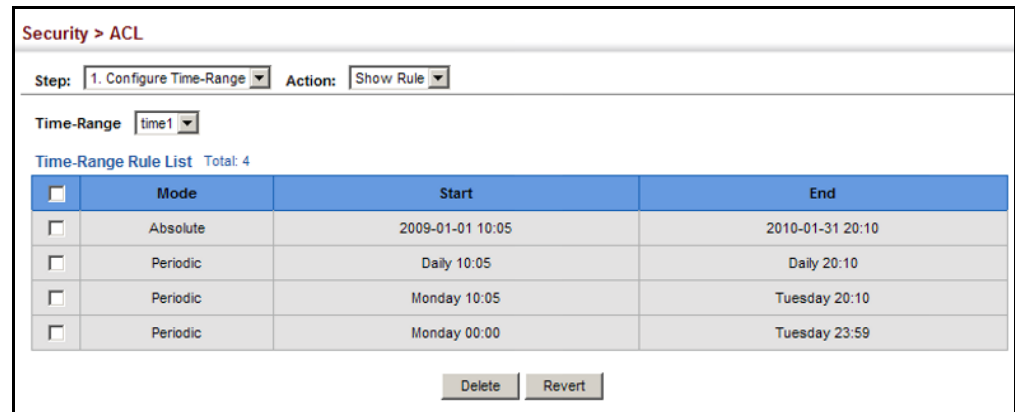 Security > ACL
Step: 1. Configure Time-Range Action: Show Rule
Time-Range time1
Time-Range Rule List Total: 4
Mode Start End
Absolute 2009-01-01 10:05 2010-01-31 20:10
Periodic Daily 10:05 Daily 20:10
Periodic Monday 10:05 Tuesday 20:10
Periodic Monday 00:00 Tuesday 23:59
Delete Revert